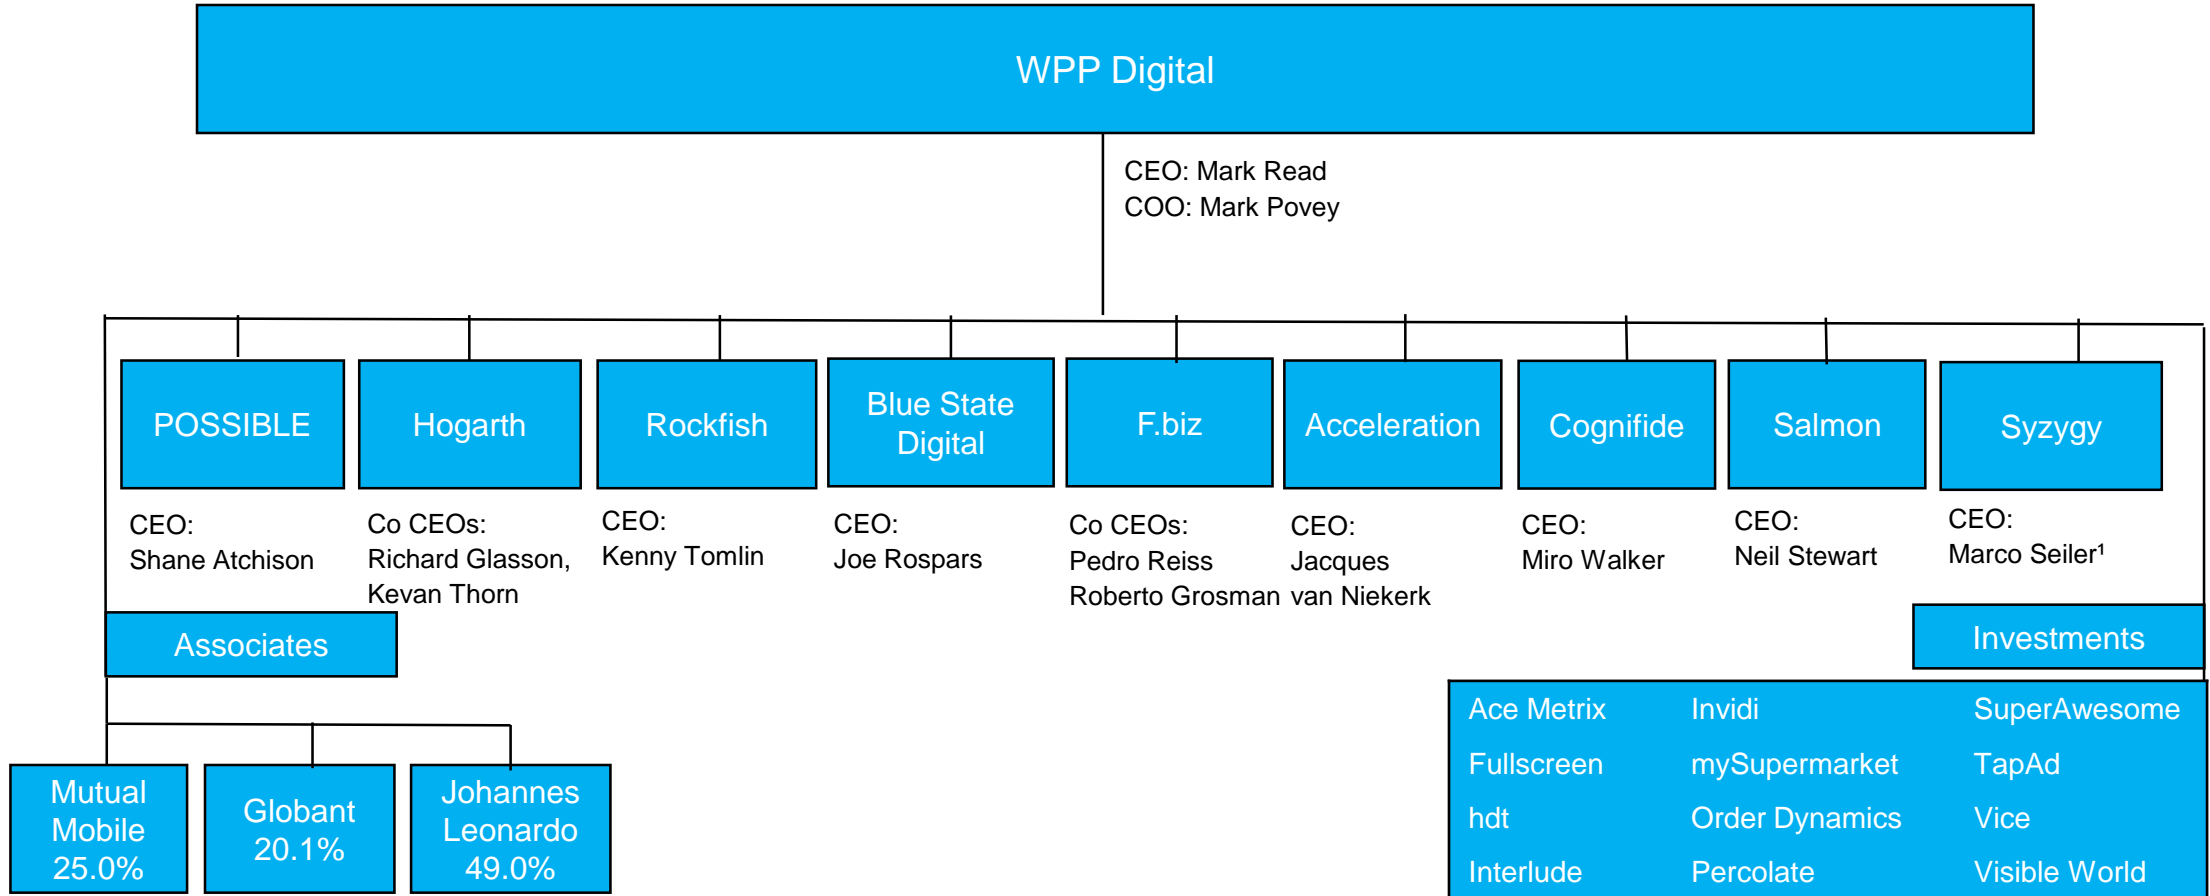 WPP Digital
CEO: Mark Read
COO: Mark Povey
POSSIBLE
CEO:
Shane Atchison
Hogarth
Co CEOs:
Richard Glasson,
Kevan Thorn
Rockfish
CEO:
Kenny Tomlin
Blue State
Digital
CEO:
Joe Rospars
F.biz
Co CEOs:
Pedro Reiss
Roberto Grosman
Acceleration
CEO:
Jacques
van Niekerk
Cognifide
CEO:
Miro Walker
Salmon
CEO:
Neil Stewart
Syzygy
CEO:
Marco Seiler¹
Associates
Mutual
Mobile
25.0%
Globant
20.1%
Johannes
Leonardo
49.0%
Investments
Ace Metrix
Invidi
SuperAwesome
Fullscreen
mySupermarket
TapAd
hdt
Order Dynamics
Vice
Interlude
Percolate
Visible World